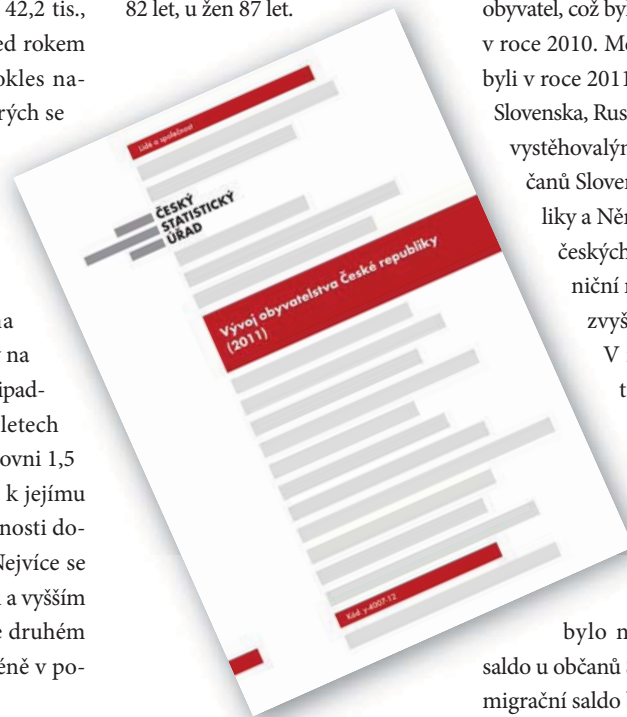 42,2 tis.,
ed rokem
okles na-
rých se
na
na
ipad-
letech
ovni 1,5
k jejímu
nosti do-
Nejvíce se
a vyšším
e druhém
éně v po-
82 let, u žen 87 let.
Lidé a společnost
ČESKÝ
STATISTICKÝ
ÚŘAD
Vývoj obyvatelstva České republiky
(2011)
Kód: y-4007-12
obyvatel, což byl
v roce 2010. Me
byli v roce 2011
Slovenska, Rus
vystěhovalým
čanů Sloven
liky a Něm
českých
niční m
zvyš
V
t
bylo n
saldo u občanů
migrační saldo